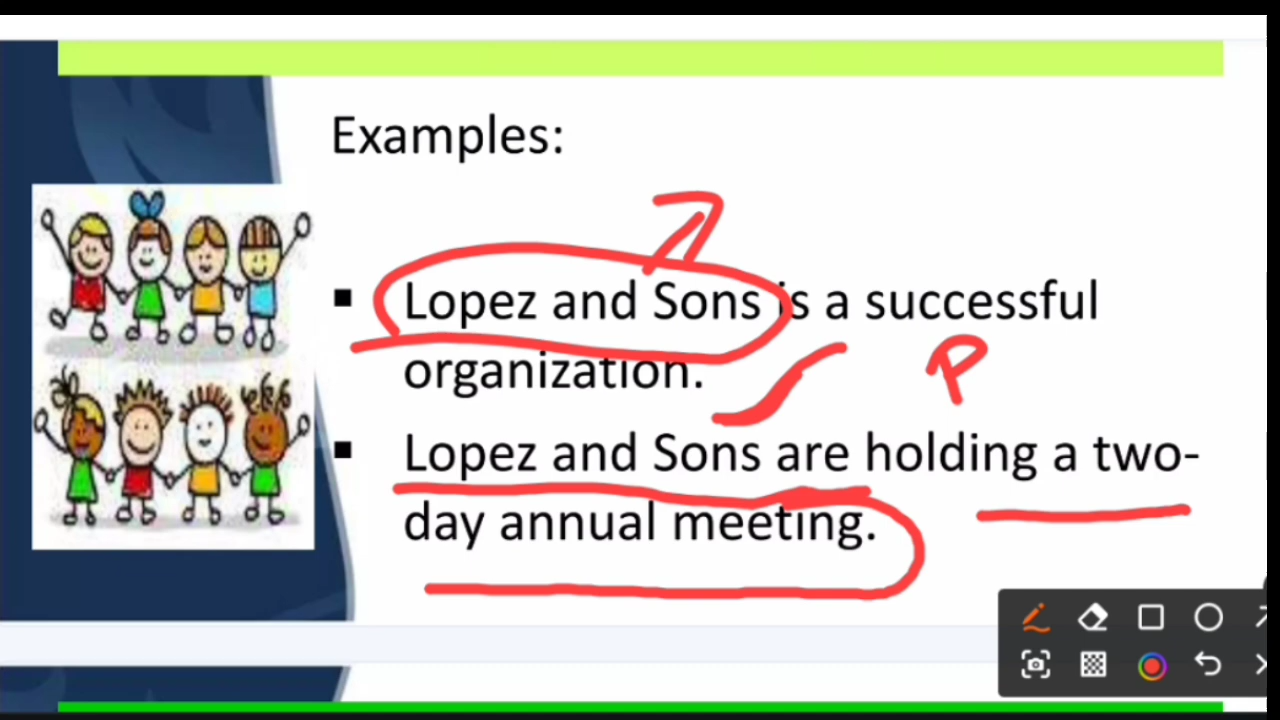 Examples:
▪ Lopez and Sons is a successful
organization.
P
▪ Lopez and Sons are holding a two-
day annual meeting.